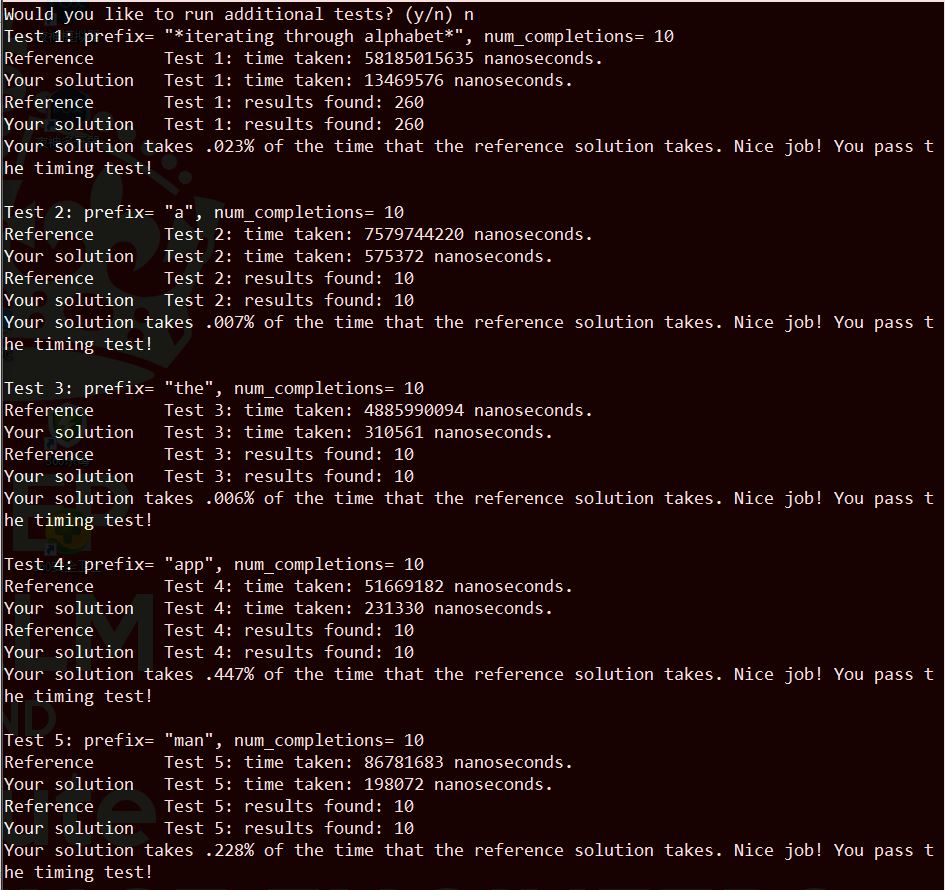 Would you like to run additional tests? (y/n) n
Test 1: prefix= "*iterating through alphabet*", num_completions= 10
Reference       Test 1: time taken: 58185015635 nanoseconds.
Your solution   Test 1: time taken: 13469576 nanoseconds.
Reference       Test 1: results found: 260
Your solution   Test 1: results found: 260
Your solution takes .023% of the time that the reference solution takes. Nice job! You pass t
he timing test!

Test 2: prefix= "a", num_completions= 10
Reference       Test 2: time taken: 7579744220 nanoseconds.
Your solution   Test 2: time taken: 575372 nanoseconds.
Reference       Test 2: results found: 10
Your solution   Test 2: results found: 10
Your solution takes .007% of the time that the reference solution takes. Nice job! You pass t
he timing test!

Test 3: prefix= "the", num_completions= 10
Reference       Test 3: time taken: 4885990094 nanoseconds.
Your solution   Test 3: time taken: 310561 nanoseconds.
Reference       Test 3: results found: 10
Your solution   Test 3: results found: 10
Your solution takes .006% of the time that the reference solution takes. Nice job! You pass t
he timing test!

Test 4: prefix= "app", num_completions= 10
Reference       Test 4: time taken: 51669182 nanoseconds.
Your solution   Test 4: time taken: 231330 nanoseconds.
Reference       Test 4: results found: 10
Your solution   Test 4: results found: 10
Your solution takes .447% of the time that the reference solution takes. Nice job! You pass t
he timing test!

Test 5: prefix= "man", num_completions= 10
Reference       Test 5: time taken: 86781683 nanoseconds.
Your solution   Test 5: time taken: 198072 nanoseconds.
Reference       Test 5: results found: 10
Your solution   Test 5: results found: 10
Your solution takes .228% of the time that the reference solution takes. Nice job! You pass t
he timing test!